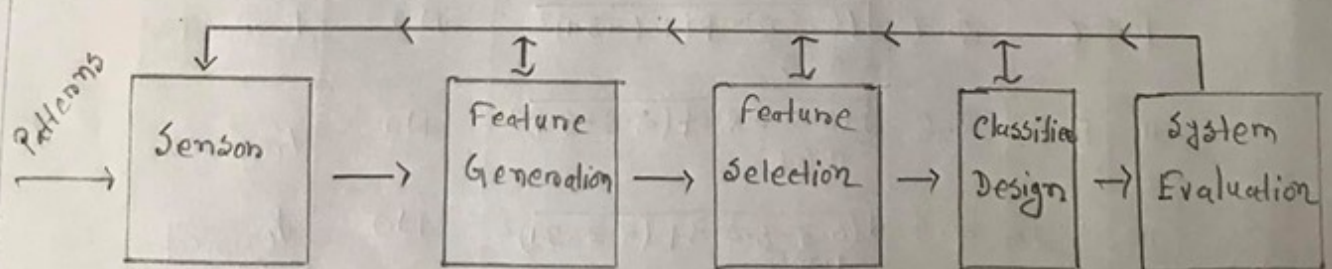 Patterns
Sensor
Feature
Generation
Feature
Selection
Classifier
Design
System
Evaluation